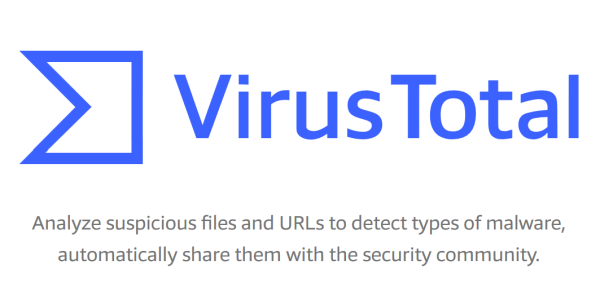 VirusTotal
Analyze suspicious files and URLs to detect types of malware,
automatically share them with the security community.